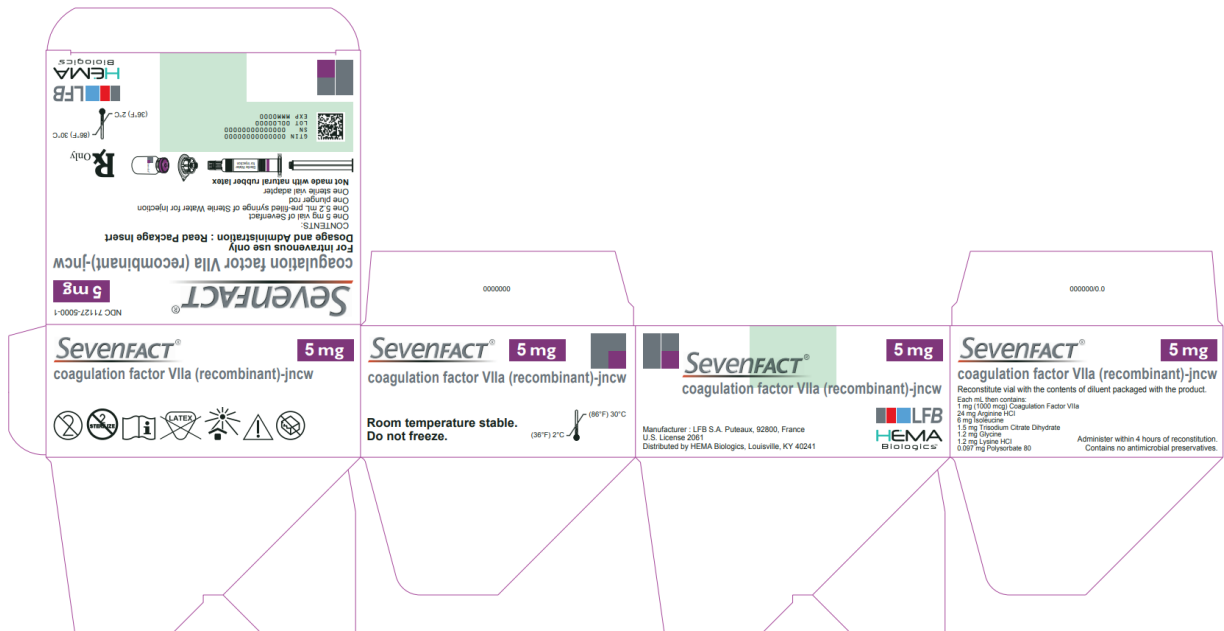 NDC 71127-5000-1
SEVENFACT®
5 mg
coagulation factor VIIa (recombinant)-jncw
For intravenous use only
Dosage and Administration : Read Package Insert
CONTENTS:
One 5 mg vial of Sevenfact
One 5.2 mL pre-filled syringe of Sterile Water for Injection
One plunger rod
One sterile vial adapter
Not made with natural rubber latex
Rx Only
GTIN 00000000000000
SN 00000000000000
LOT 00L00000
EXP MMM0000
(86°F) 30°C
(36°F) 2°C
LFB
HEMA
Biologics™
SEVENFACT®
5 mg
coagulation factor VIIa (recombinant)-jncw
2
2
STERILIZE
i
LATEX
0000000
SEVENFACT®
5 mg
coagulation factor VIIa (recombinant)-jncw
Room temperature stable.
Do not freeze.
(86°F) 30°C
(36°F) 2°C
SEVENFACT®
5 mg
coagulation factor VIIa (recombinant)-jncw
Manufacturer : LFB S.A. Puteaux, 92800, France
U.S. License 2061
Distributed by HEMA Biologics, Louisville, KY 40241
LFB
HEMA
Biologics™
000000/0.0
SEVENFACT®
5 mg
coagulation factor VIIa (recombinant)-jncw
Reconstitute vial with the contents of diluent packaged with the product.
Each mL then contains:
1 mg (1000 mcg) Coagulation Factor VIIa
24 mg Arginine HCl
6 mg Isoleucine
1.5 mg Trisodium Citrate Dihydrate
1.2 mg Glycine
1.2 mg Lysine HCl
0.097 mg Polysorbate 80
Administer within 4 hours of reconstitution.
Contains no antimicrobial preservatives.